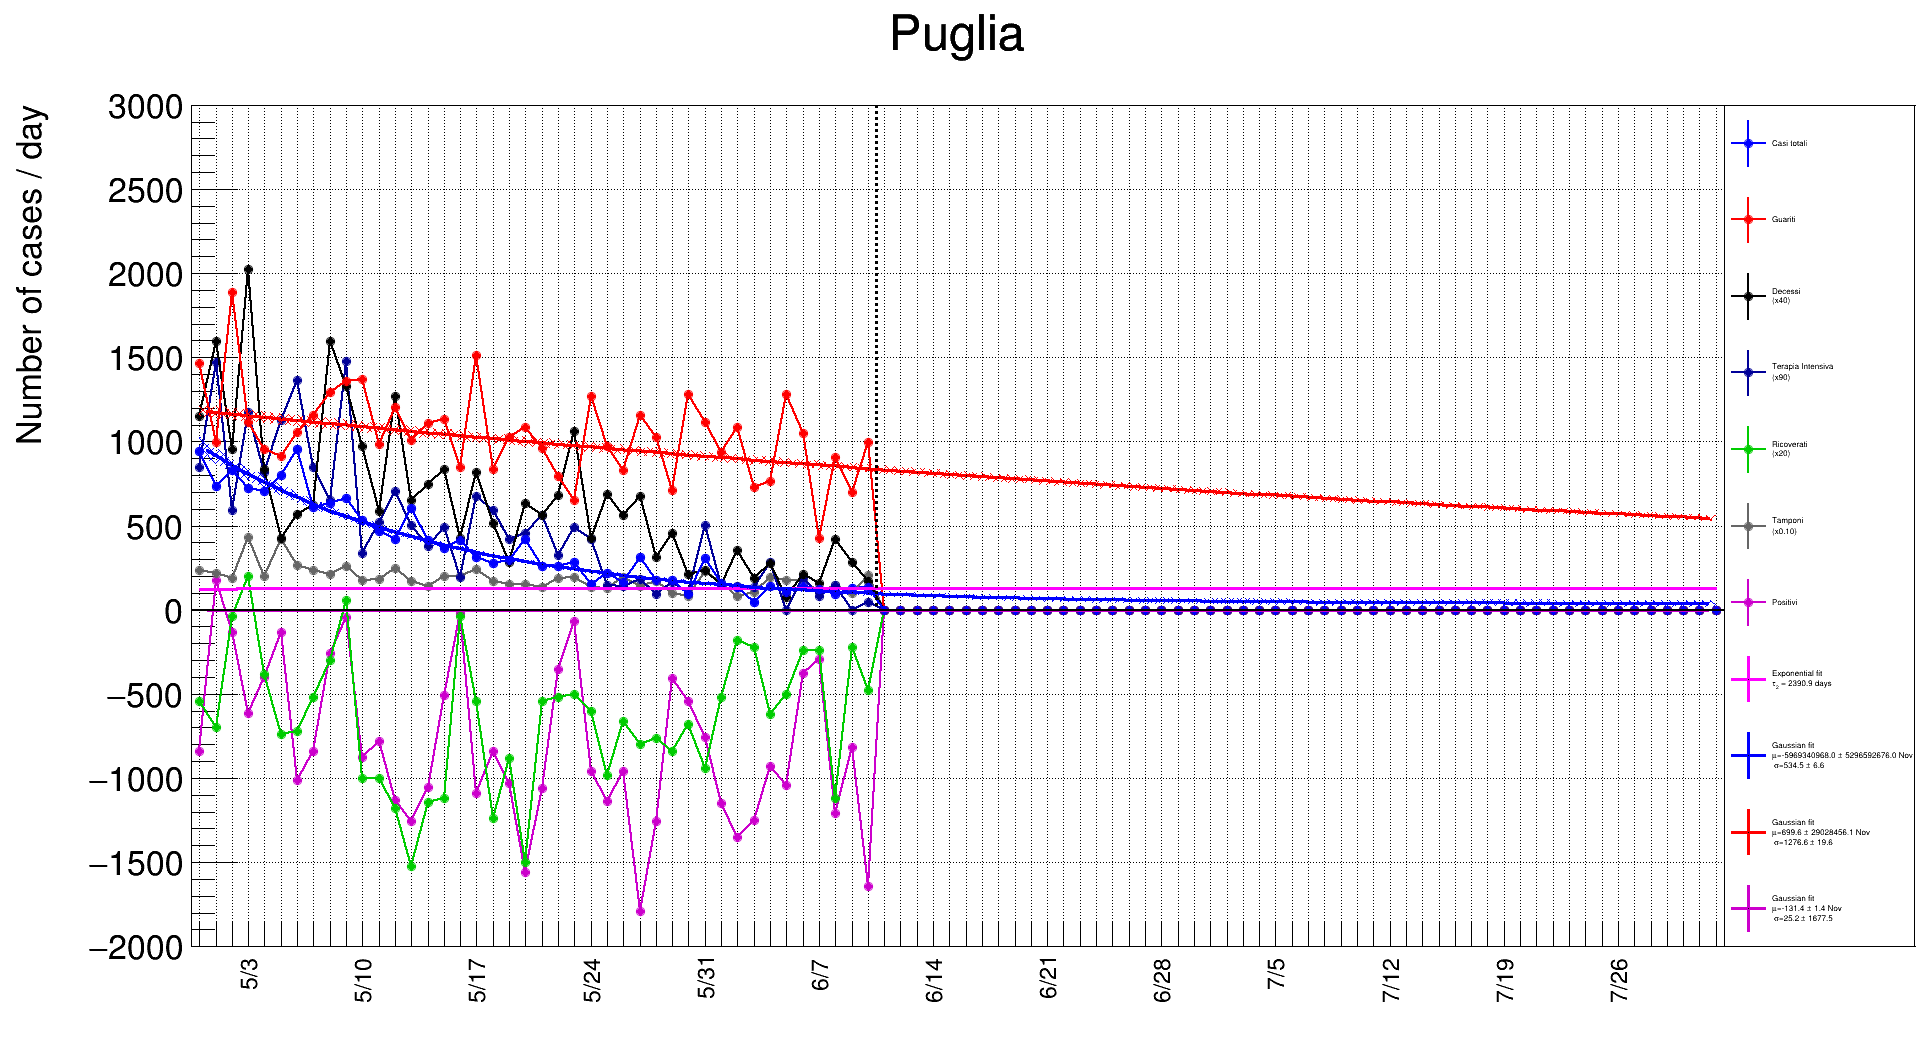 Puglia
Number of cases / day
3000
2500
2000
1500
1000
500
0
−500
−1000
−1500
−2000
5/3
5/10
5/17
5/24
5/31
6/7
6/14
6/21
6/28
7/5
7/12
7/19
7/26
Casi totali
Guariti
Decessi
(x40)
Terapia Intensiva
(x90)
Ricoverati
(x20)
Tamponi
(x0.10)
Positivi
Exponential fit
τ₂ = 2390.9 days
Gaussian fit
μ=-5969340968.0 ± 5296592676.0 Nov
σ=534.5 ± 6.6
Gaussian fit
μ=699.6 ± 29028456.1 Nov
σ=1276.6 ± 19.6
Gaussian fit
μ=-131.4 ± 1.4 Nov
σ=25.2 ± 1677.5